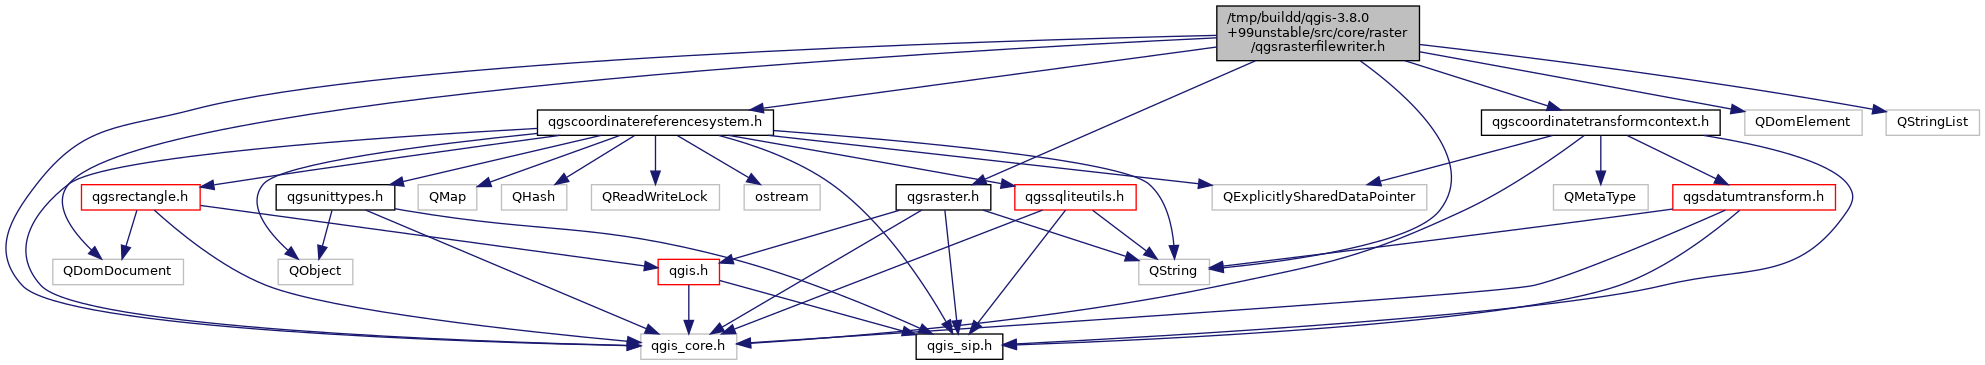 /tmp/buildd/qgis-3.8.0
+99unstable/src/core/raster
/qgsrasterfilewriter.h
qgscoordinatereferencesystem.h
qgscoordinatetransformcontext.h
QDomElement
QStringList
qgsrectangle.h
qgsunittypes.h
QMap
QHash
QReadWriteLock
ostream
qgsraster.h
qgssqliteutils.h
QExplicitlySharedDataPointer
QMetaType
qgsdatumtransform.h
QDomDocument
QObject
qgis.h
QString
qgis_core.h
qgis_sip.h